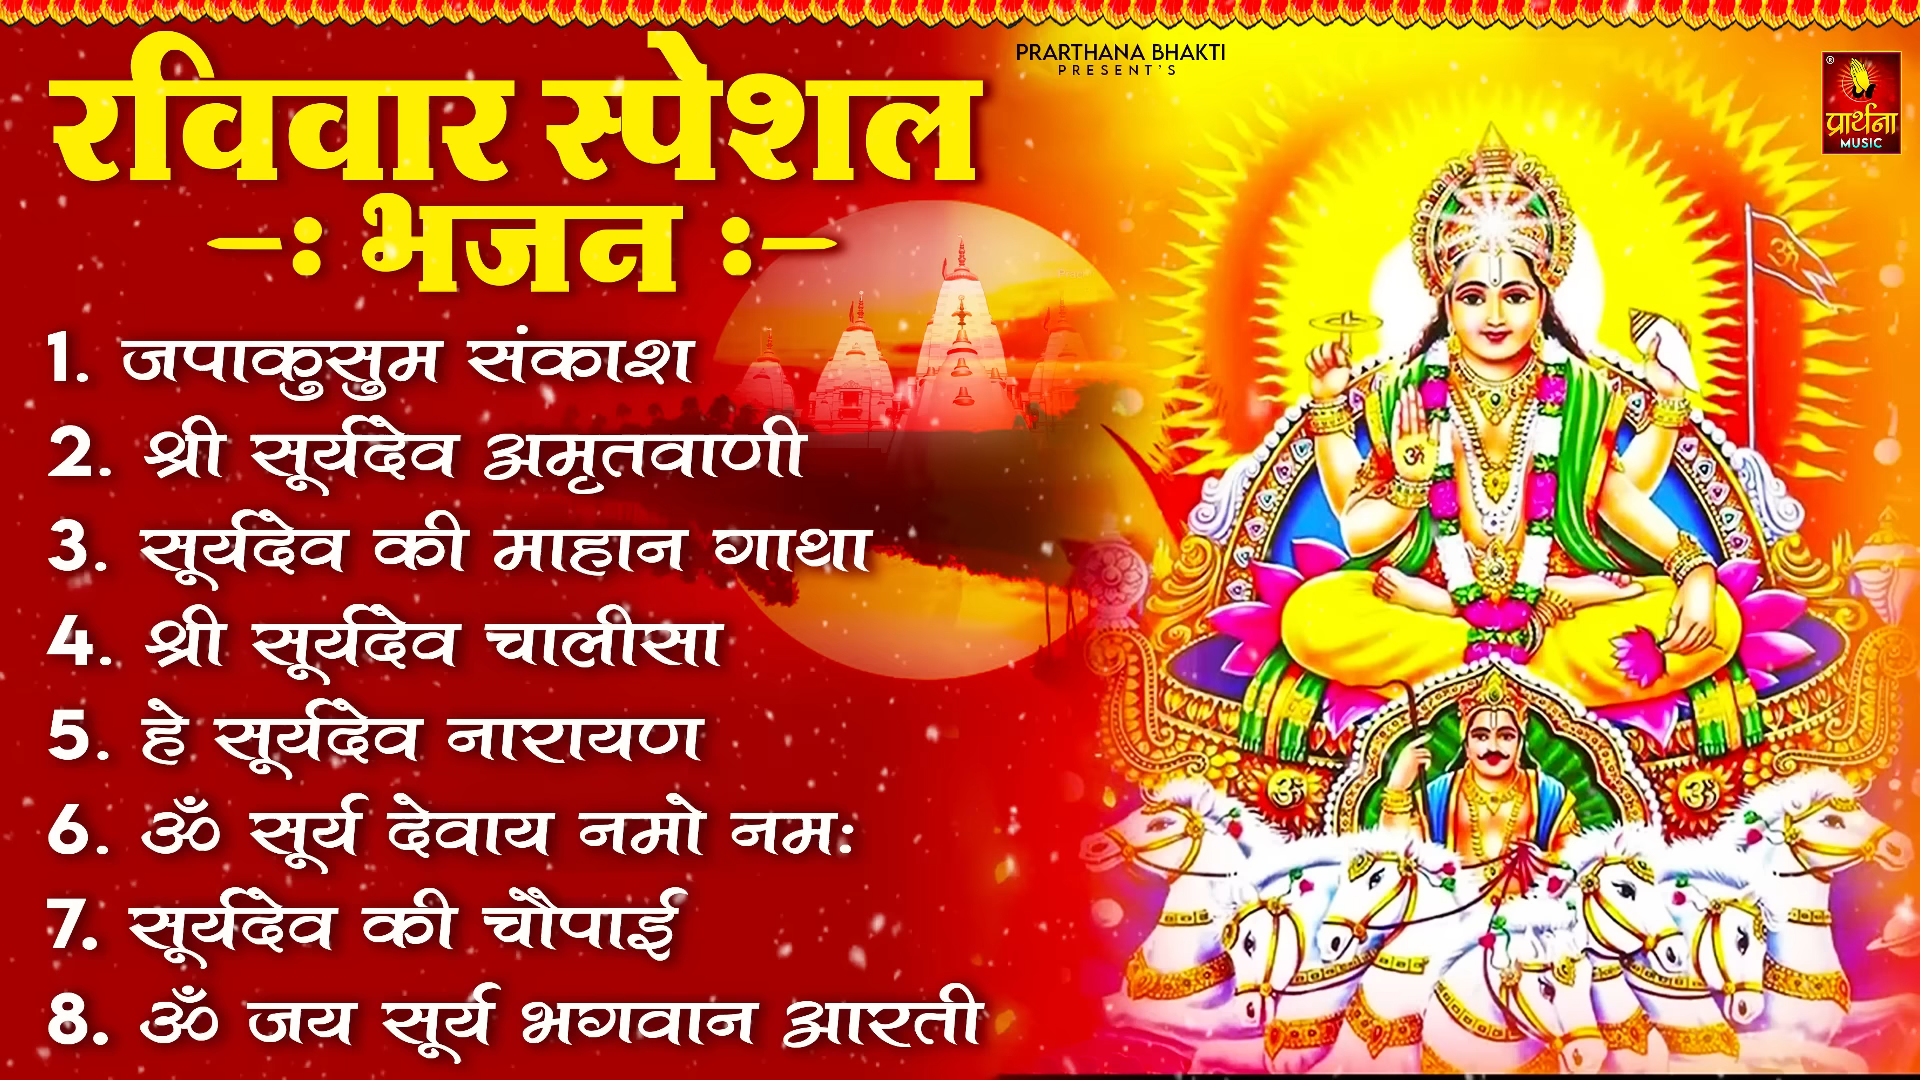 PRARTHANA BHAKTI
PRESENT'S
®
प्रार्थना
MUSIC
रविवार स्पेशल
-: भजन :-
1. जपाकुसुम संकाश
2. श्री सूर्यदेव अमृतवाणी
3. सूर्यदेव की माहान गाथा
4. श्री सूर्यदेव चालीसा
5. हे सूर्यदेव नारायण
6. ॐ सूर्य देवाय नमो नमः
7. सूर्यदेव की चौपाई
8. ॐ जय सूर्य भगवान आरती
ॐ
ॐ
ॐ
ॐ